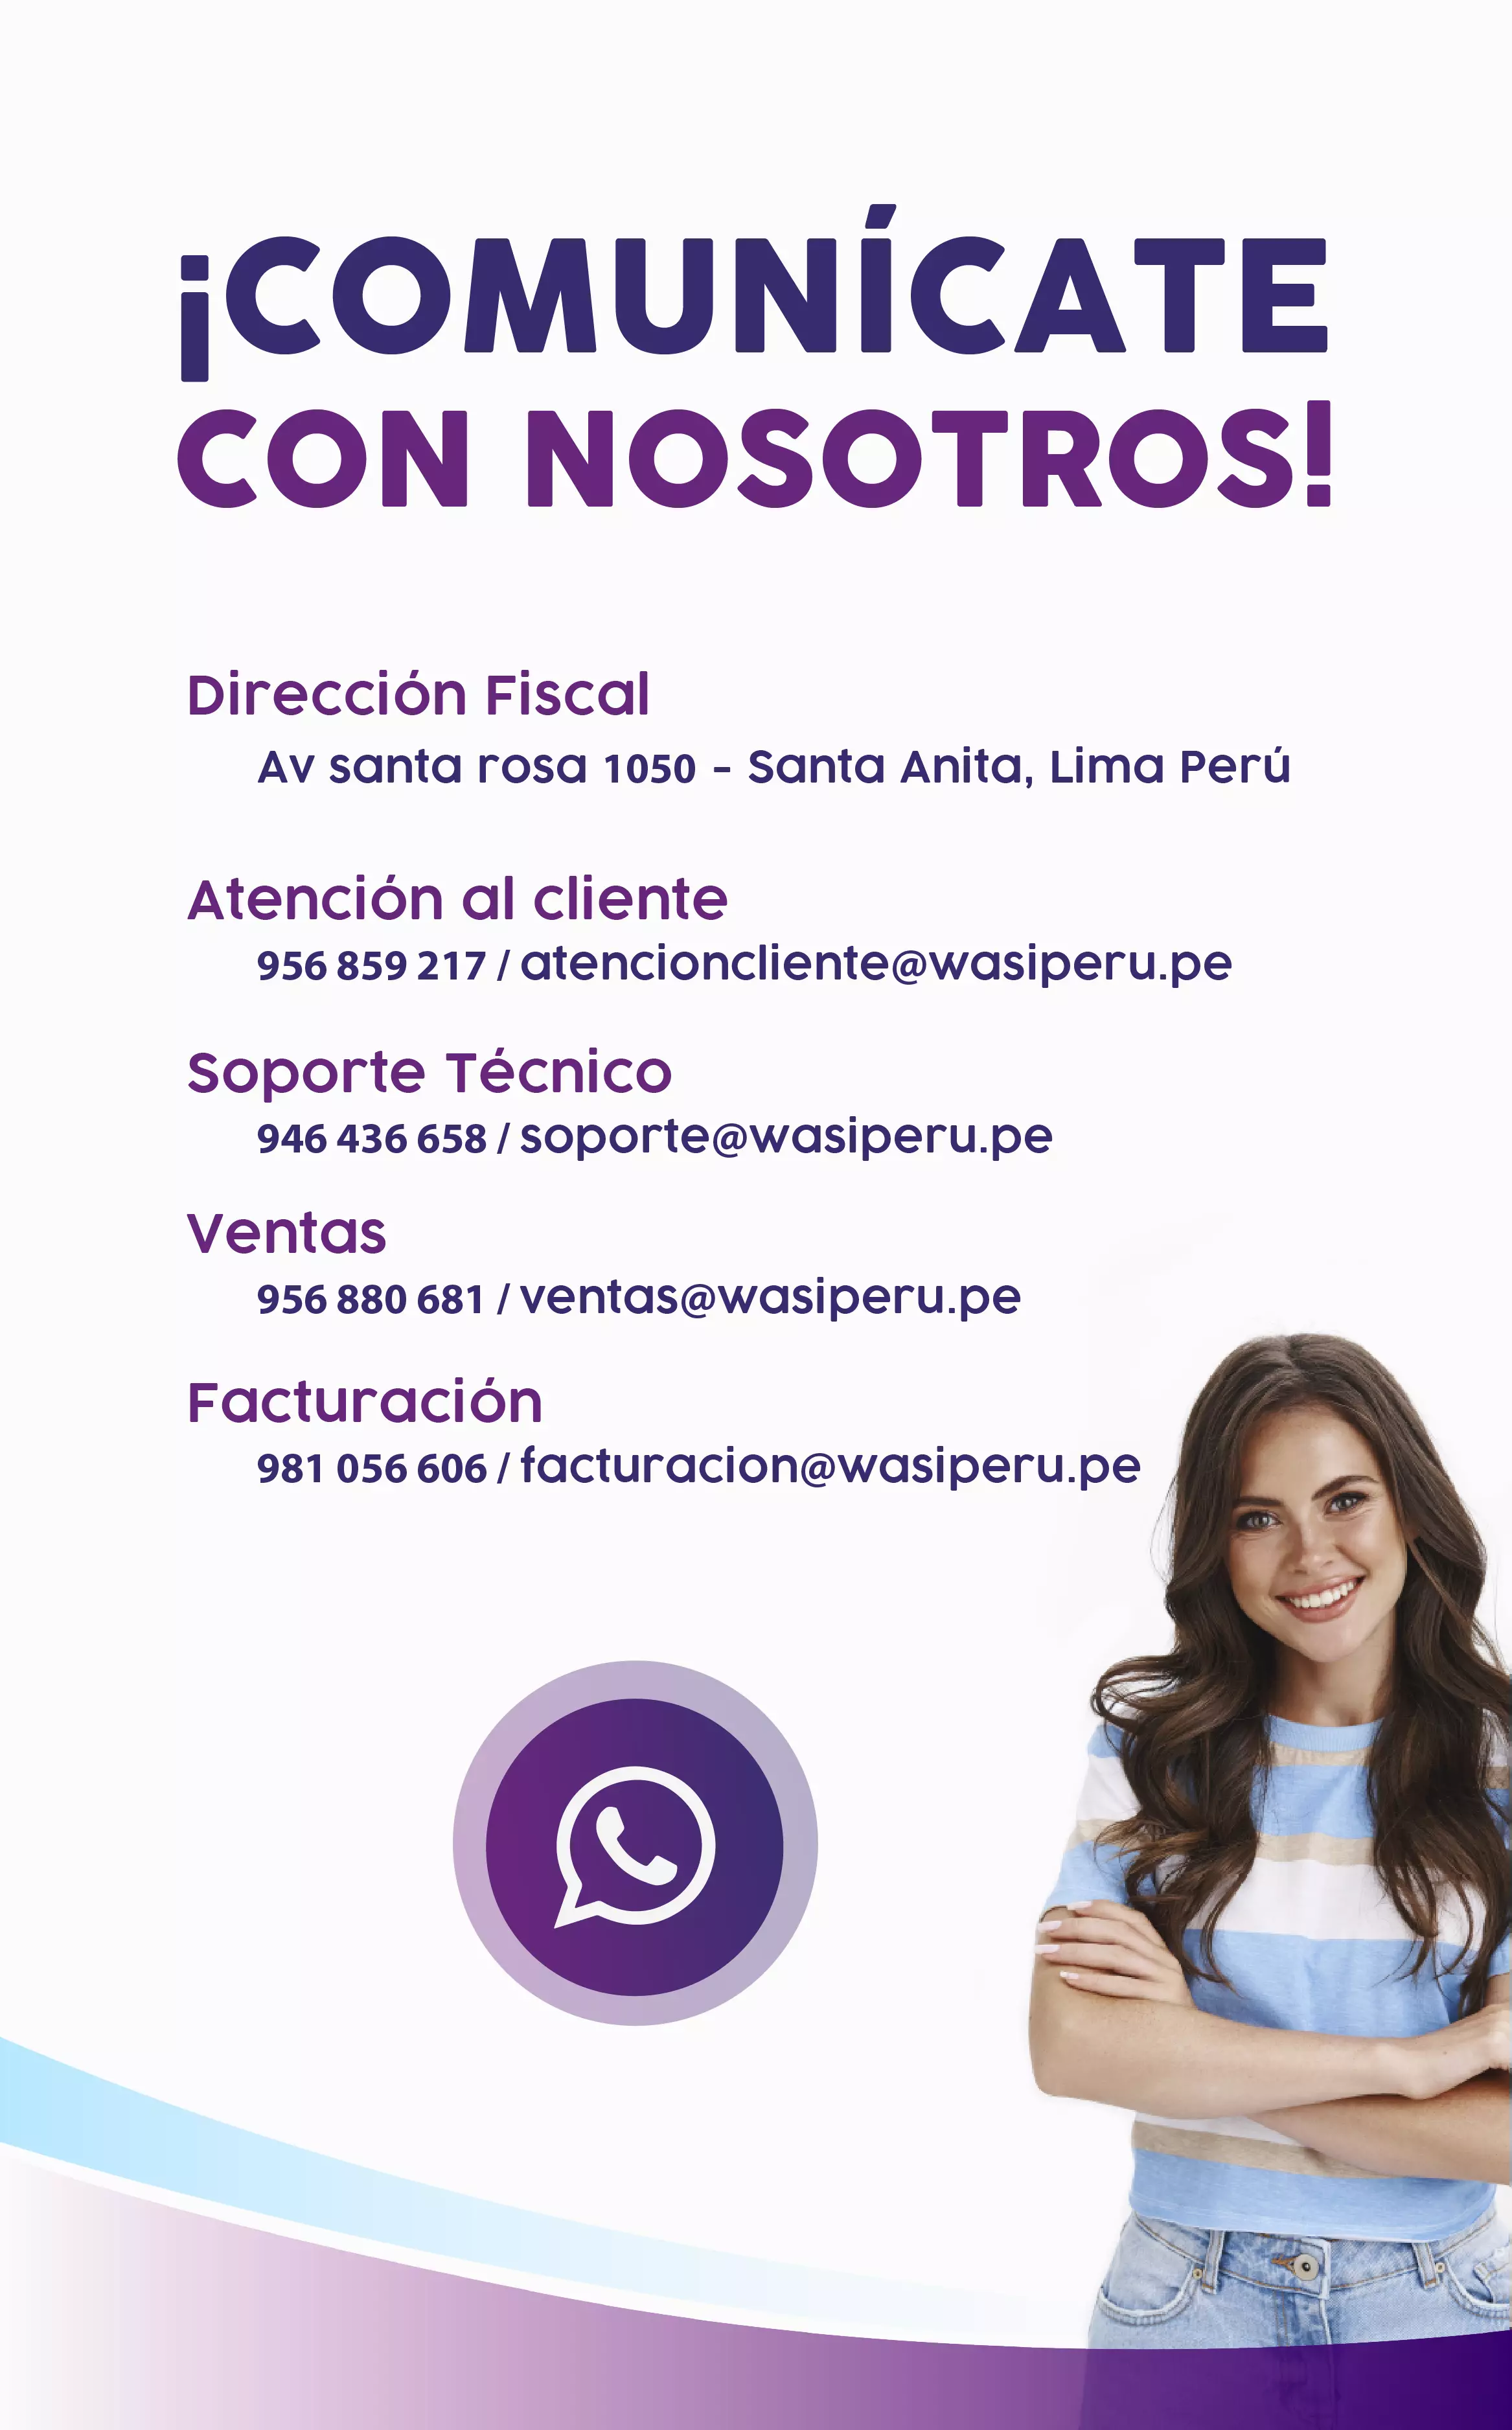 ¡COMUNÍCATE
CON NOSOTROS!
Dirección Fiscal
Av santa rosa 1050 - Santa Anita, Lima Perú
Atención al cliente
956 859 217 / atencioncliente@wasiperu.pe
Soporte Técnico
946 436 658 / soporte@wasiperu.pe
Ventas
956 880 681 / ventas@wasiperu.pe
Facturación
981 056 606 / facturacion@wasiperu.pe